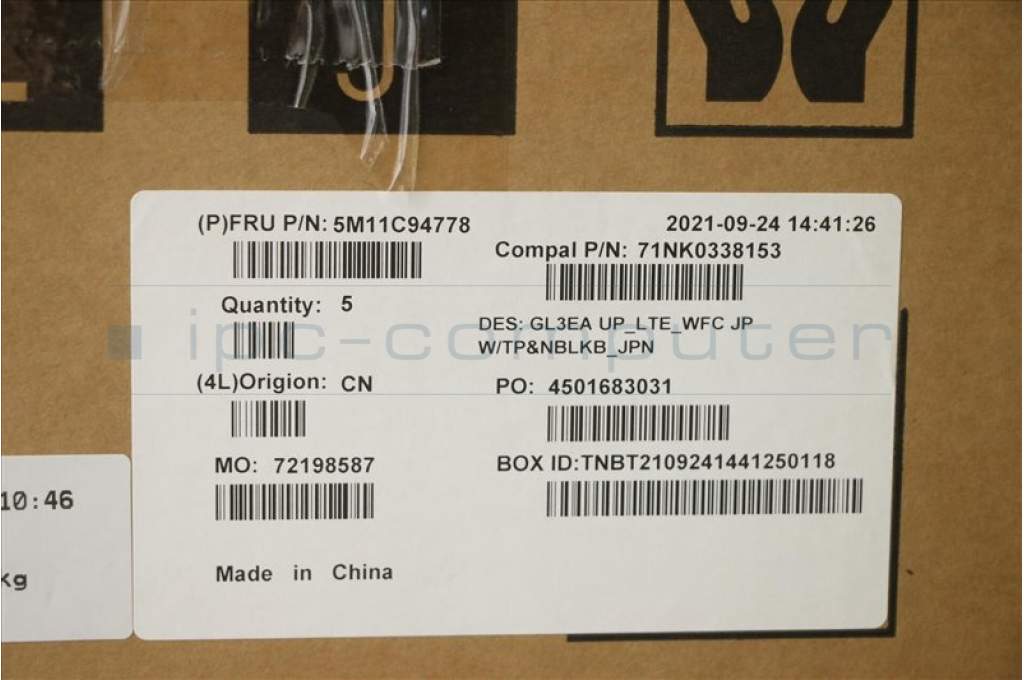 (P)FRU P/N: 5M11C94778
2021-09-24 14:41:26
Compal P/N: 71NK0338153
Quantity: 5
DES: GL3EA UP_LTE_WFC JP
W/TP&NBLKB_JPN
ipc-computer
(4L)Origion: CN
PO: 4501683031
MO: 72198587
BOX ID:TNBT2109241441250118
10:46
Made in China
Kg